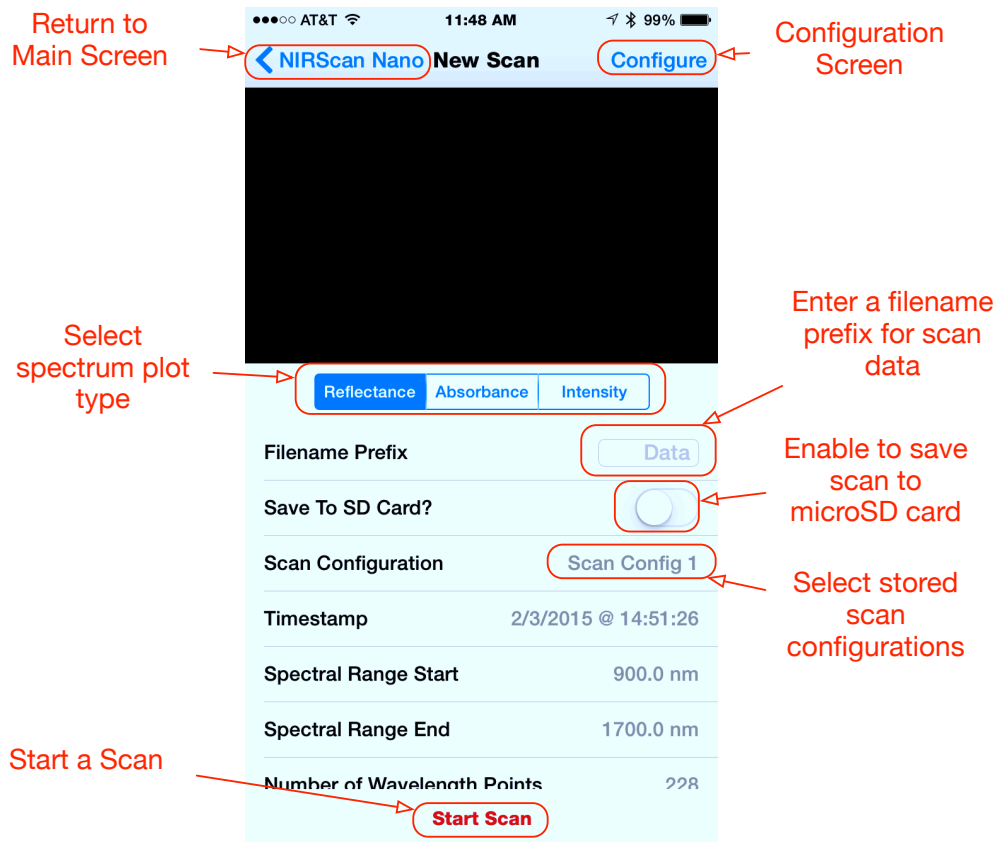 Return to
Main Screen
AT&T 11:48 AM 99%
NIRScan Nano New Scan Configure
Configuration
Screen
Select
spectrum plot
type
Reflectance Absorbance Intensity
Enter a filename
prefix for scan
data
Filename Prefix Data
Enable to save
scan to
microSD card
Save To SD Card?
Scan Configuration Scan Config 1
Select stored
scan
configurations
Timestamp 2/3/2015 @ 14:51:26
Spectral Range Start 900.0 nm
Spectral Range End 1700.0 nm
Number of Wavelength Points 228
Start a Scan
Start Scan